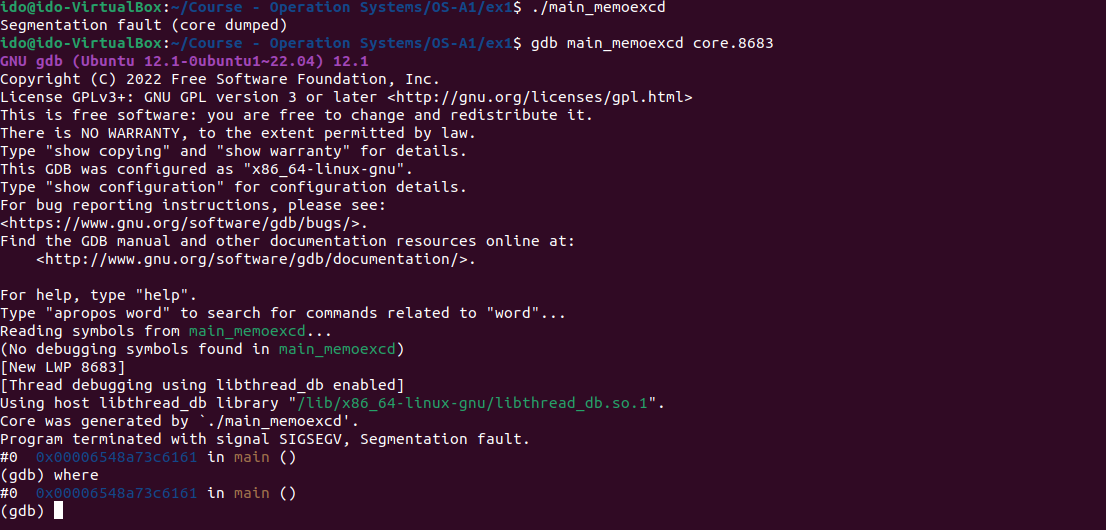 ido@ido-VirtualBox:~/Course - Operation Systems/OS-A1/ex1$ ./main_memoexcd
Segmentation fault (core dumped)
ido@ido-VirtualBox:~/Course - Operation Systems/OS-A1/ex1$ gdb main_memoexcd core.8683
GNU gdb (Ubuntu 12.1-0ubuntu1~22.04) 12.1
Copyright (C) 2022 Free Software Foundation, Inc.
License GPLv3+: GNU GPL version 3 or later <http://gnu.org/licenses/gpl.html>
This is free software: you are free to change and redistribute it.
There is NO WARRANTY, to the extent permitted by law.
Type "show copying" and "show warranty" for details.
This GDB was configured as "x86_64-linux-gnu".
Type "show configuration" for configuration details.
For bug reporting instructions, please see:
<https://www.gnu.org/software/gdb/bugs/>.
Find the GDB manual and other documentation resources online at:
    <http://www.gnu.org/software/gdb/documentation/>.

For help, type "help".
Type "apropos word" to search for commands related to "word"...
Reading symbols from main_memoexcd...
(No debugging symbols found in main_memoexcd)
[New LWP 8683]
[Thread debugging using libthread_db enabled]
Using host libthread_db library "/lib/x86_64-linux-gnu/libthread_db.so.1".
Core was generated by `./main_memoexcd'.
Program terminated with signal SIGSEGV, Segmentation fault.
#0  0x00006548a73c6161 in main ()
(gdb) where
#0  0x00006548a73c6161 in main ()
(gdb)